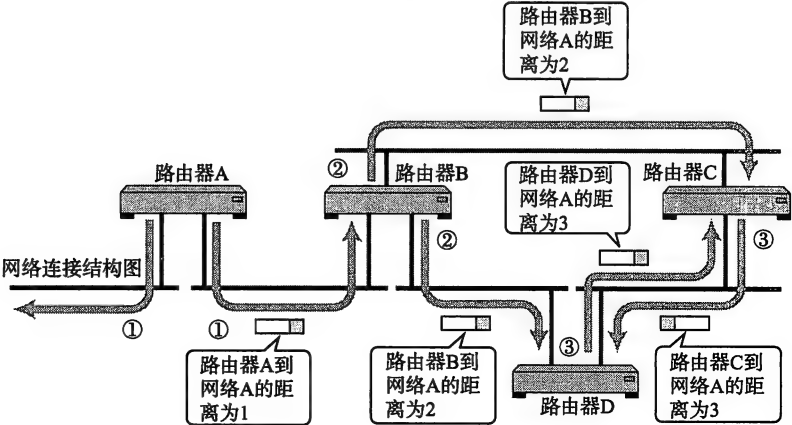 路由器B到
网络A的距
离为2
路由器A
②
路由器B
路由器D到
网络A的距
离为3
路由器C
②
③
网络连接结构图
①
①
③
路由器A到
网络A的距
离为1
路由器B到
网络A的距
离为2
路由器D
路由器C到
网络A的距
离为3